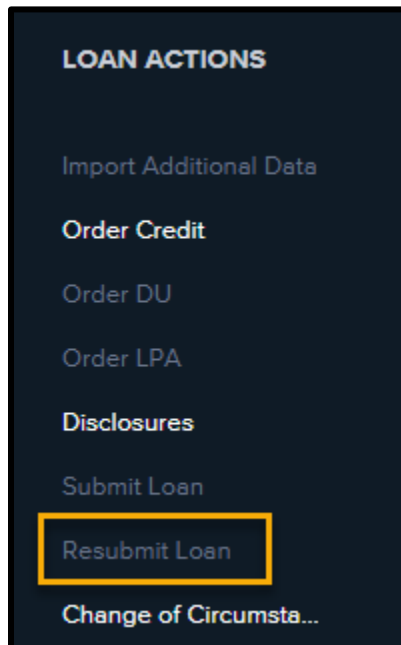 LOAN ACTIONS
Import Additional Data
Order Credit
Order DU
Order LPA
Disclosures
Submit Loan
Resubmit Loan
Change of Circumsta...